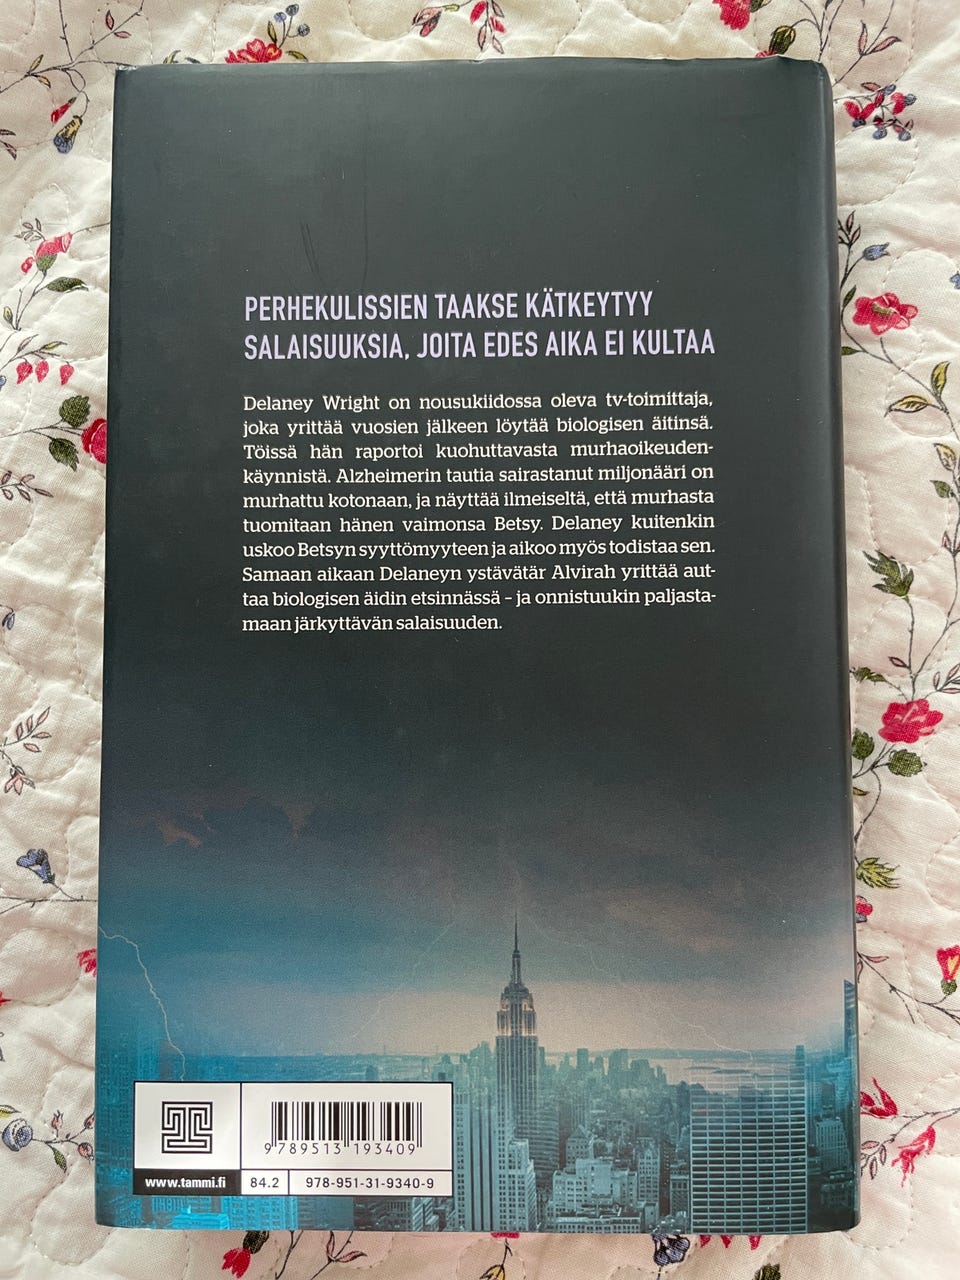 PERHEKULISSIEN TAAKSE KÄTKEYTYY
SALAISUUKSIA, JOITA EDES AIKA EI KULTAA
Delaney Wright on nousukiidossa oleva tv-toimittaja,
joka yrittää vuosien jälkeen löytää biologisen äitinsä.
Töissä hän raportoi kuohuttavasta murhaoikeuden-
käynnistä. Alzheimerin tautia sairastanut miljonääri on
murhattu kotonaan, ja näyttää ilmeiseltä, että murhasta
tuomitaan hänen vaimonsa Betsy. Delaney kuitenkin
uskoo Betsyn syyttömyyteen ja aikoo myös todistaa sen.
Samaan aikaan Delaneyn ystävätär Alvirah yrittää aut-
taa biologisen äidin etsinnässä – ja onnistuukin paljasta-
maan järkyttävän salaisuuden.
9 789513 193409
www.tammi.fi 84.2 978-951-31-9340-9